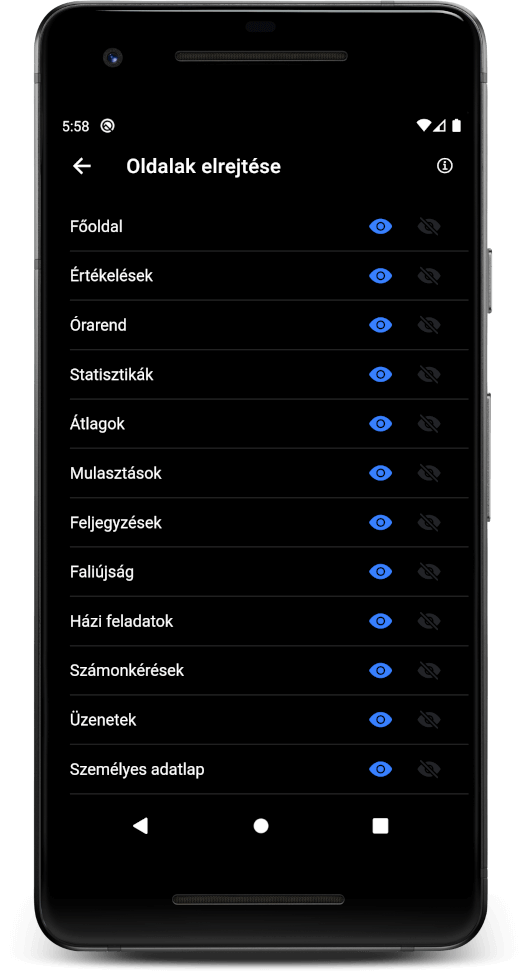 5:58
Oldalak elrejtése
Főoldal
Értékelések
Órarend
Statisztikák
Átlagok
Mulasztások
Feljegyzések
Faliújság
Házi feladatok
Számonkérések
Üzenetek
Személyes adatlap